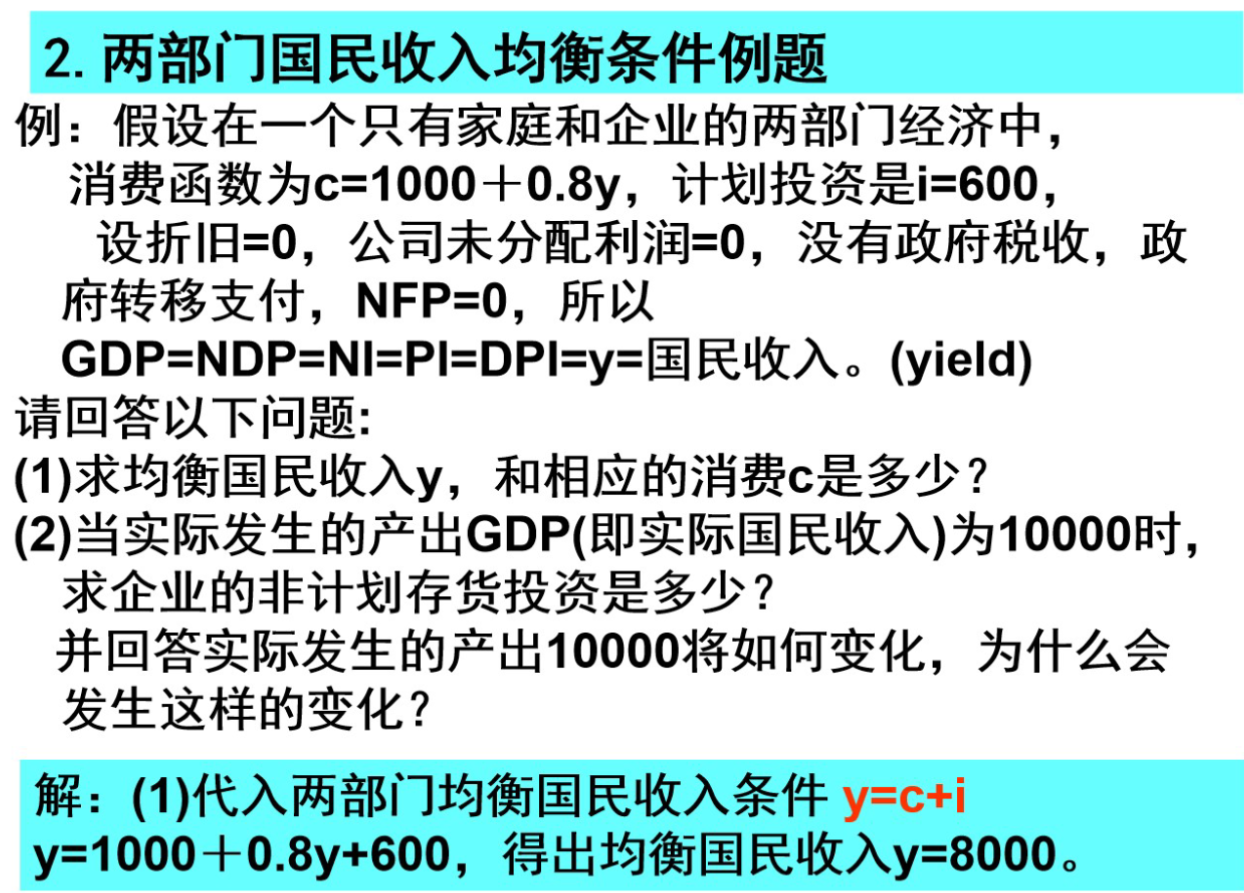 2. 两部门国民收入均衡条件例题
例：假设在一个只有家庭和企业的两部门经济中，
消费函数为c=1000＋0.8y，计划投资是i=600，
设折旧=0，公司未分配利润=0，没有政府税收，政
府转移支付，NFP=0，所以
GDP=NDP=NI=PI=DPI=y=国民收入。(yield)
请回答以下问题:
(1)求均衡国民收入y，和相应的消费c是多少？
(2)当实际发生的产出GDP(即实际国民收入)为10000时，
求企业的非计划存货投资是多少？
并回答实际发生的产出10000将如何变化，为什么会
发生这样的变化？
解：(1)代入两部门均衡国民收入条件 y=c+i
y=1000＋0.8y+600，得出均衡国民收入y=8000。